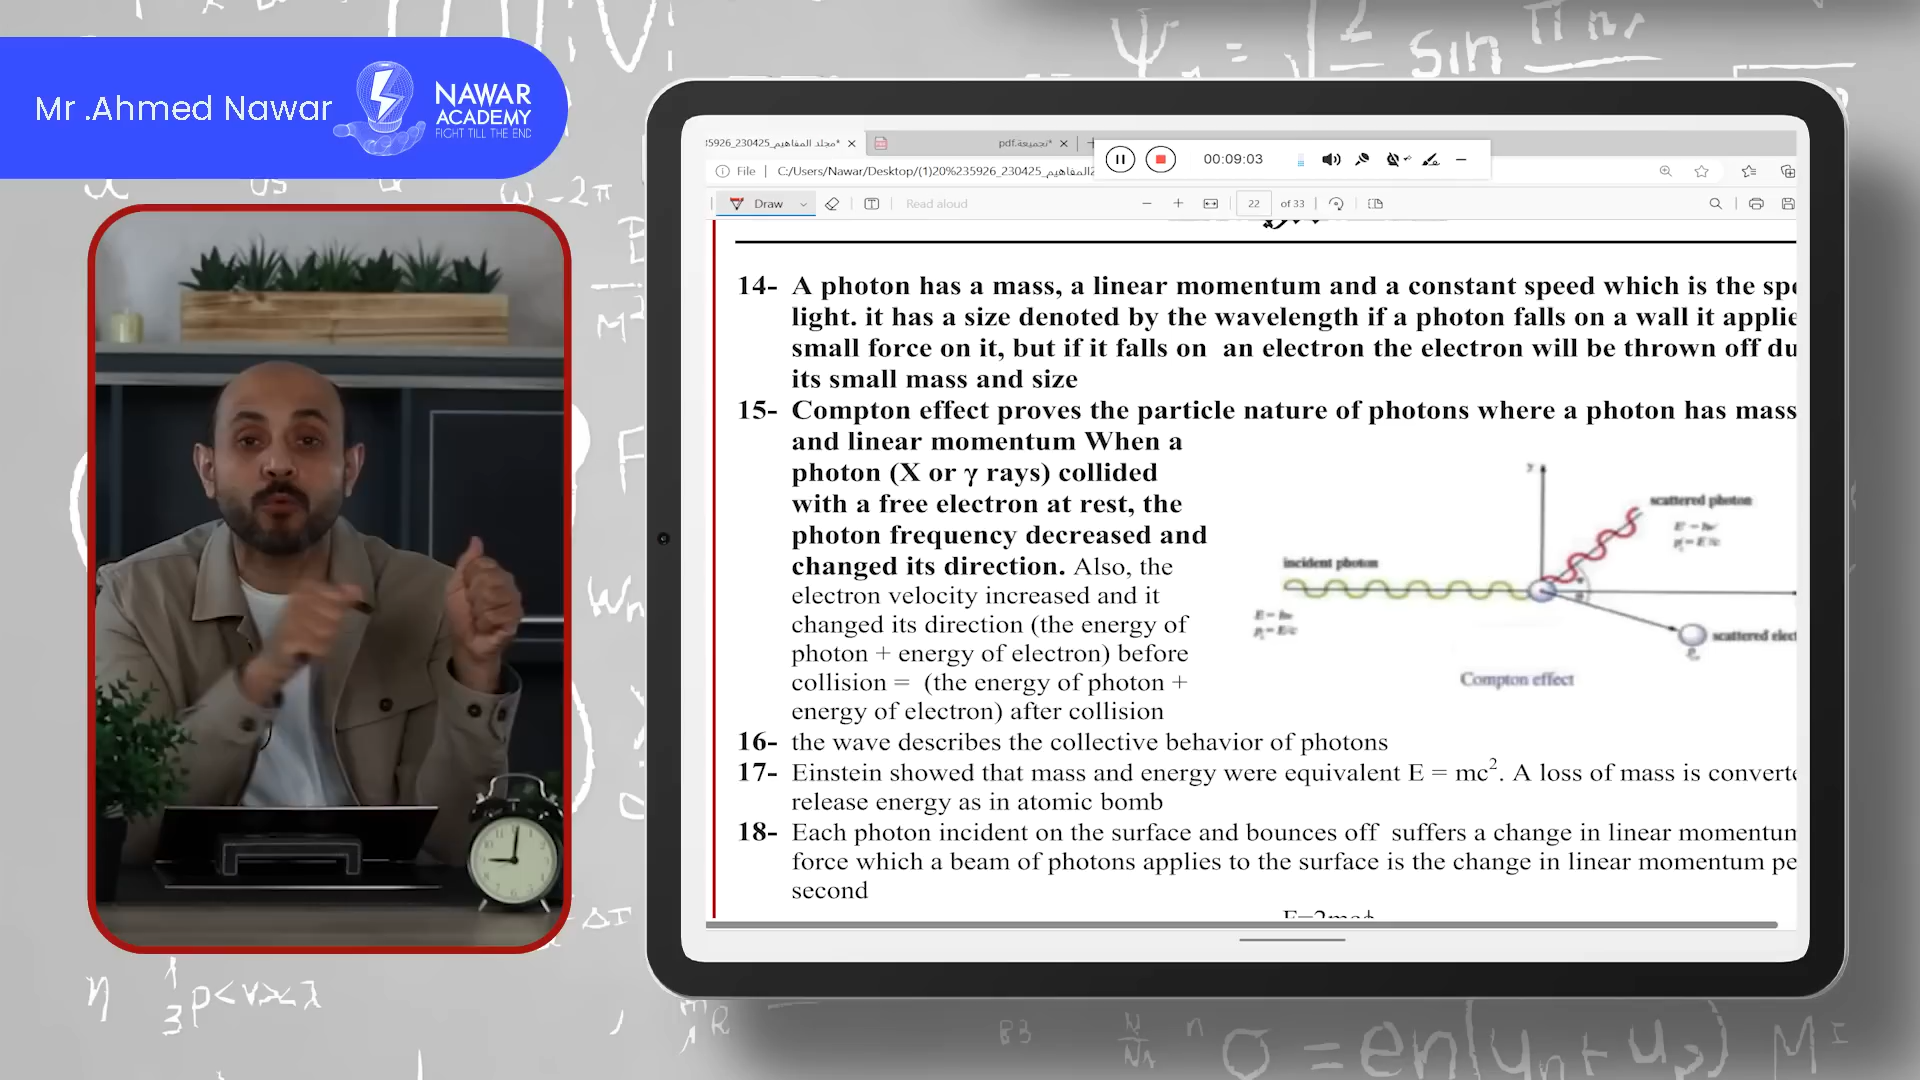 Mr .Ahmed Nawar
NAWAR
ACADEMY
FIGHT TILL THE END
00:09:03
File
C:/Users/Nawar/Desktop/(1)20%235926_230425_
Draw
Read aloud
22
of 33
14- A photon has a mass, a linear momentum and a constant speed which is the
light. it has a size denoted by the wavelength if a photon falls on a wall it
small force on it, but if it falls on an electron the electron will be thrown off
its small mass and size
15- Compton effect proves the particle nature of photons where a photon has mass
and linear momentum When a
photon (X or γ rays) collided
with a free electron at rest, the
photon frequency decreased and
changed its direction. Also, the
electron velocity increased and it
changed its direction (the energy of
photon + energy of electron) before
collision = (the energy of photon +
energy of electron) after collision
y
scattered photon
incident photon
scattered
Compton effect
16- the wave describes the collective behavior of photons
17- Einstein showed that mass and energy were equivalent E = mc². A loss of mass is
release energy as in atomic bomb
18- Each photon incident on the surface and bounces off suffers a change in linear
force which a beam of photons applies to the surface is the change in linear momentum
second